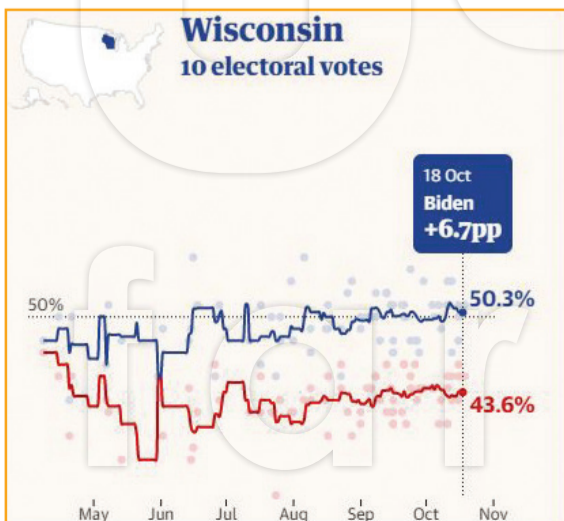 Wisconsin
10 electoral votes
18 Oct
Biden
+6.7pp
50%
50.3%
43.6%
May Jun Jul Aug Sep Oct Nov